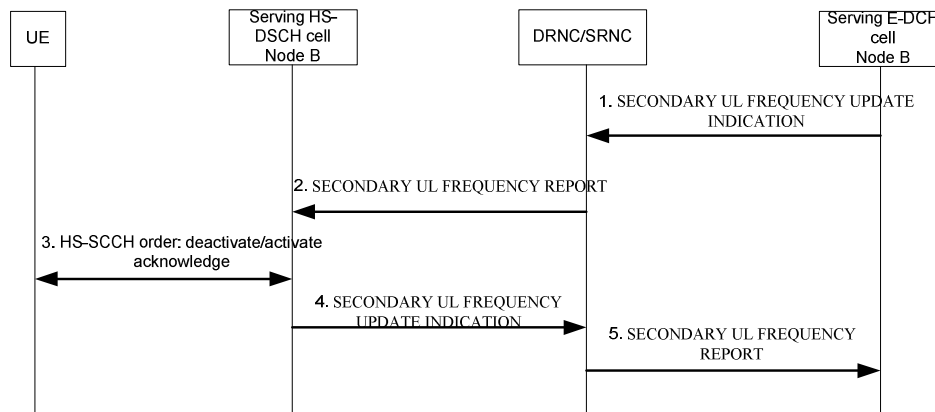 UE
Serving HS-
DSCH cell
Node B
DRNC/SRNC
Serving E-DCH
cell
Node B
1. SECONDARY UL FREQUENCY UPDATE
INDICATION
2. SECONDARY UL FREQUENCY REPORT
3. HS-SCCH order: deactivate/activate
acknowledge
4. SECONDARY UL FREQUENCY
UPDATE INDICATION
5. SECONDARY UL FREQUENCY
REPORT